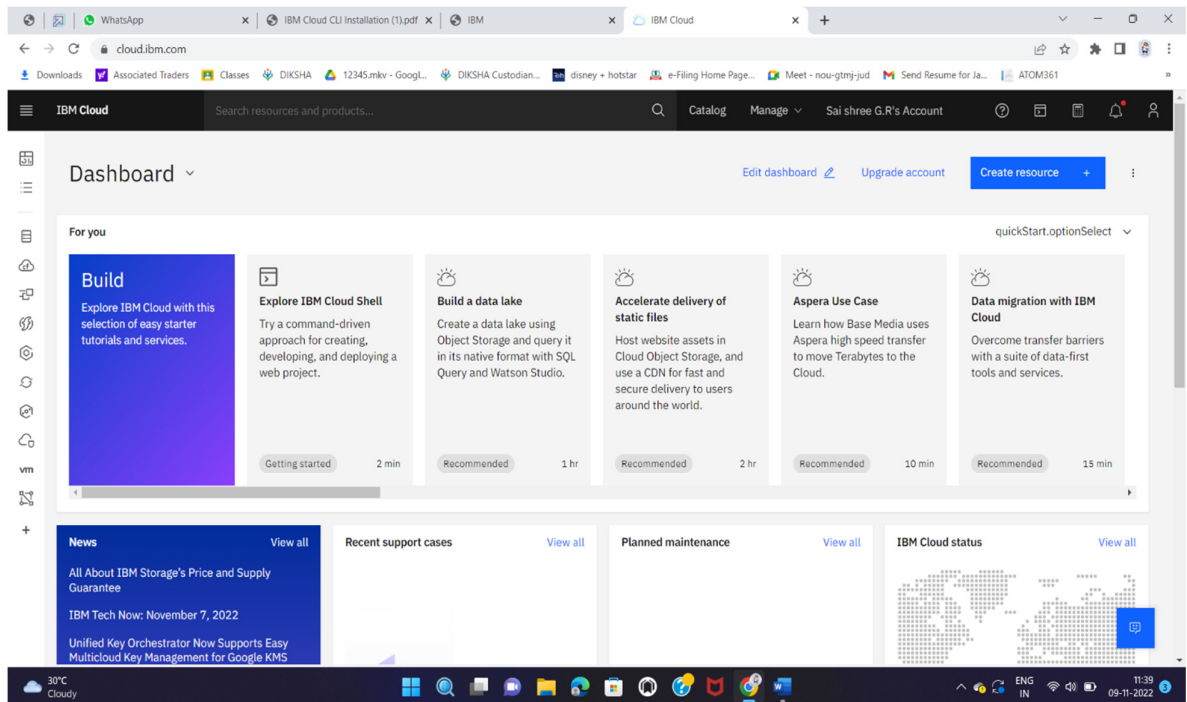 WhatsApp
IBM Cloud CLI Installation (1).pdf
IBM
IBM Cloud
cloud.ibm.com
Downloads
Associated Traders
Classes
DIKSHA
12345.mkv - Googl...
DIKSHA Custodian...
disney + hotstar
e-Filing Home Page...
Meet - nou-gtmj-jud
Send Resume for Ja...
ATOM361
»
IBM Cloud
Search resources and products...
Catalog
Manage
Sai shree G.R's Account
Dashboard
Edit dashboard
Upgrade account
Create resource +
For you
quickStart.optionSelect
Build
Explore IBM Cloud with this
selection of easy starter
tutorials and services.
Explore IBM Cloud Shell
Try a command-driven
approach for creating,
developing, and deploying a
web project.
Getting started
2 min
Build a data lake
Create a data lake using
Object Storage and query it
in its native format with SQL
Query and Watson Studio.
Recommended
1 hr
Accelerate delivery of
static files
Host website assets in
Cloud Object Storage, and
use a CDN for fast and
secure delivery to users
around the world.
Recommended
2 hr
Aspera Use Case
Learn how Base Media uses
Aspera high speed transfer
to move Terabytes to the
Cloud.
Recommended
10 min
Data migration with IBM
Cloud
Overcome transfer barriers
with a suite of data-first
tools and services.
Recommended
15 min
vm
News
View all
All About IBM Storage's Price and Supply
Guarantee
IBM Tech Now: November 7, 2022
Unified Key Orchestrator Now Supports Easy
Multicloud Key Management for Google KMS
Recent support cases
View all
Planned maintenance
View all
IBM Cloud status
View all
30°C
Cloudy
ENG
IN
11:39
09-11-2022
3